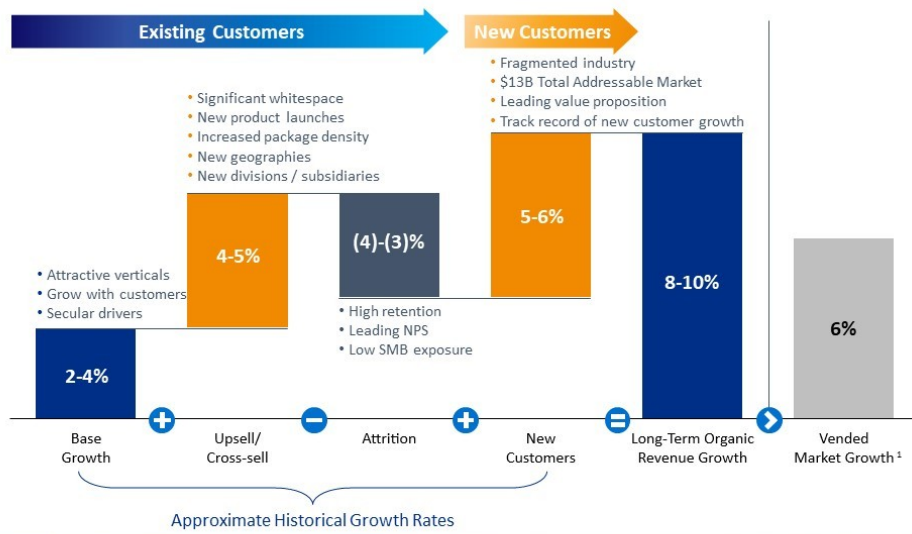 Existing Customers
New Customers
• Fragmented industry
• $13B Total Addressable Market
• Leading value proposition
• Track record of new customer growth
• Significant whitespace
• New product launches
• Increased package density
• New geographies
• New divisions / subsidiaries
• Attractive verticals
• Grow with customers
• Secular drivers
• High retention
• Leading NPS
• Low SMB exposure
2-4%
4-5%
(4)-(3)%
5-6%
8-10%
6%
Base
Growth
Upsell/
Cross-sell
Attrition
New
Customers
Long-Term Organic
Revenue Growth
Vended
Market Growth¹
Approximate Historical Growth Rates